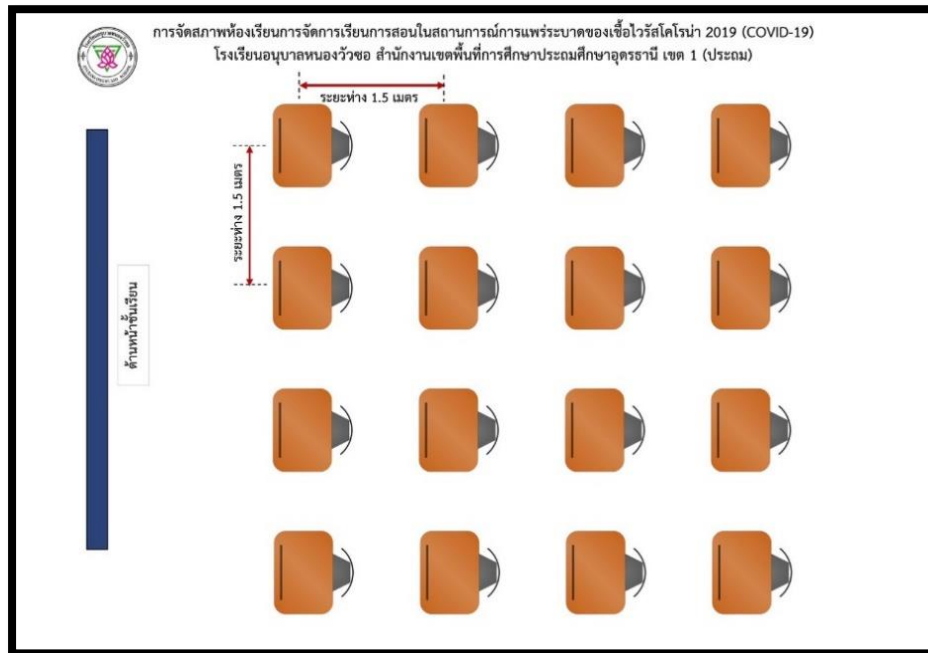 การจัดสภาพห้องเรียนการจัดการเรียนการสอนในสถานการณ์การแพร่ระบาดของเชื้อไวรัสโคโรน่า 2019 (COVID-19)
โรงเรียนอนุบาลหนองวัวซอ สำนักงานเขตพื้นที่การศึกษาประถมศึกษาอุดรธานี เขต 1 (ประถม)
ระยะห่าง 1.5 เมตร
ระยะห่าง 1.5 เมตร
ด้านหน้าชั้นเรียน